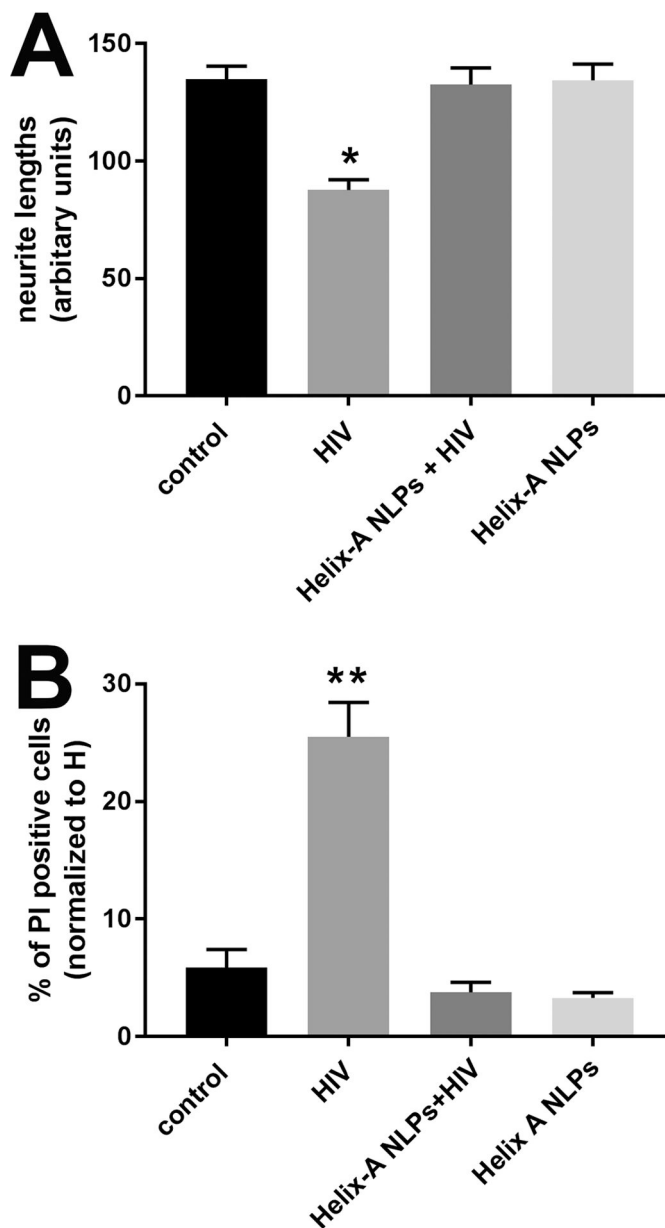 A
neurite lengths
(arbitary units)
150
100
50
0
*
control
HIV
Helix-A NLPs + HIV
Helix-A NLPs
B
% of PI positive cells
(normalized to H)
30
20
10
0
**
control
HIV
Helix-A NLPs+HIV
Helix A NLPs